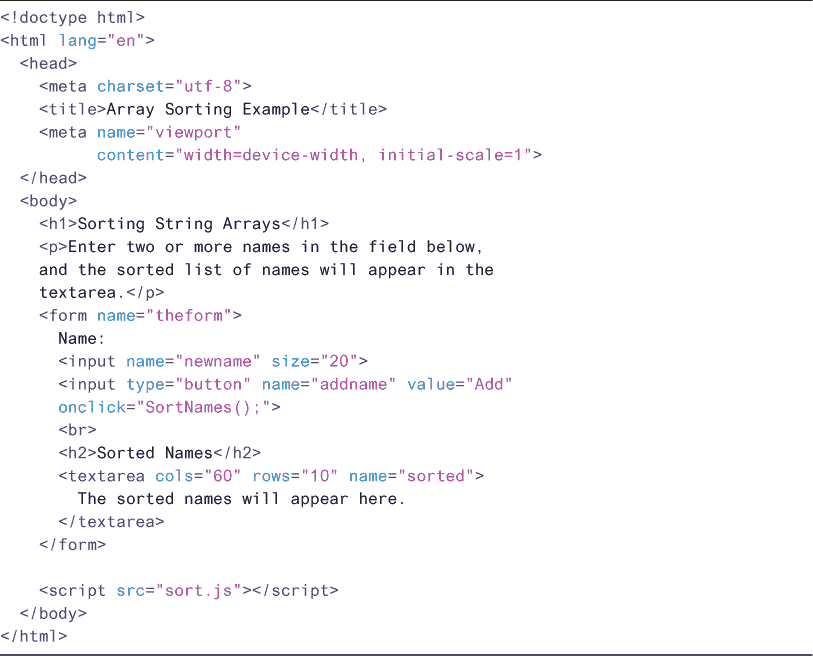 <!doctype html>
<html lang="en">
  <head>
    <meta charset="utf-8">
    <title>Array Sorting Example</title>
    <meta name="viewport"
          content="width=device-width, initial-scale=1">
  </head>
  <body>
    <h1>Sorting String Arrays</h1>
    <p>Enter two or more names in the field below,
    and the sorted list of names will appear in the
    textarea.</p>
    <form name="theform">
      Name:
      <input name="newname" size="20">
      <input type="button" name="addname" value="Add"
      onclick="SortNames();">
      <br>
      <h2>Sorted Names</h2>
      <textarea cols="60" rows="10" name="sorted">
        The sorted names will appear here.
      </textarea>
    </form>

    <script src="sort.js"></script>
  </body>
</html>